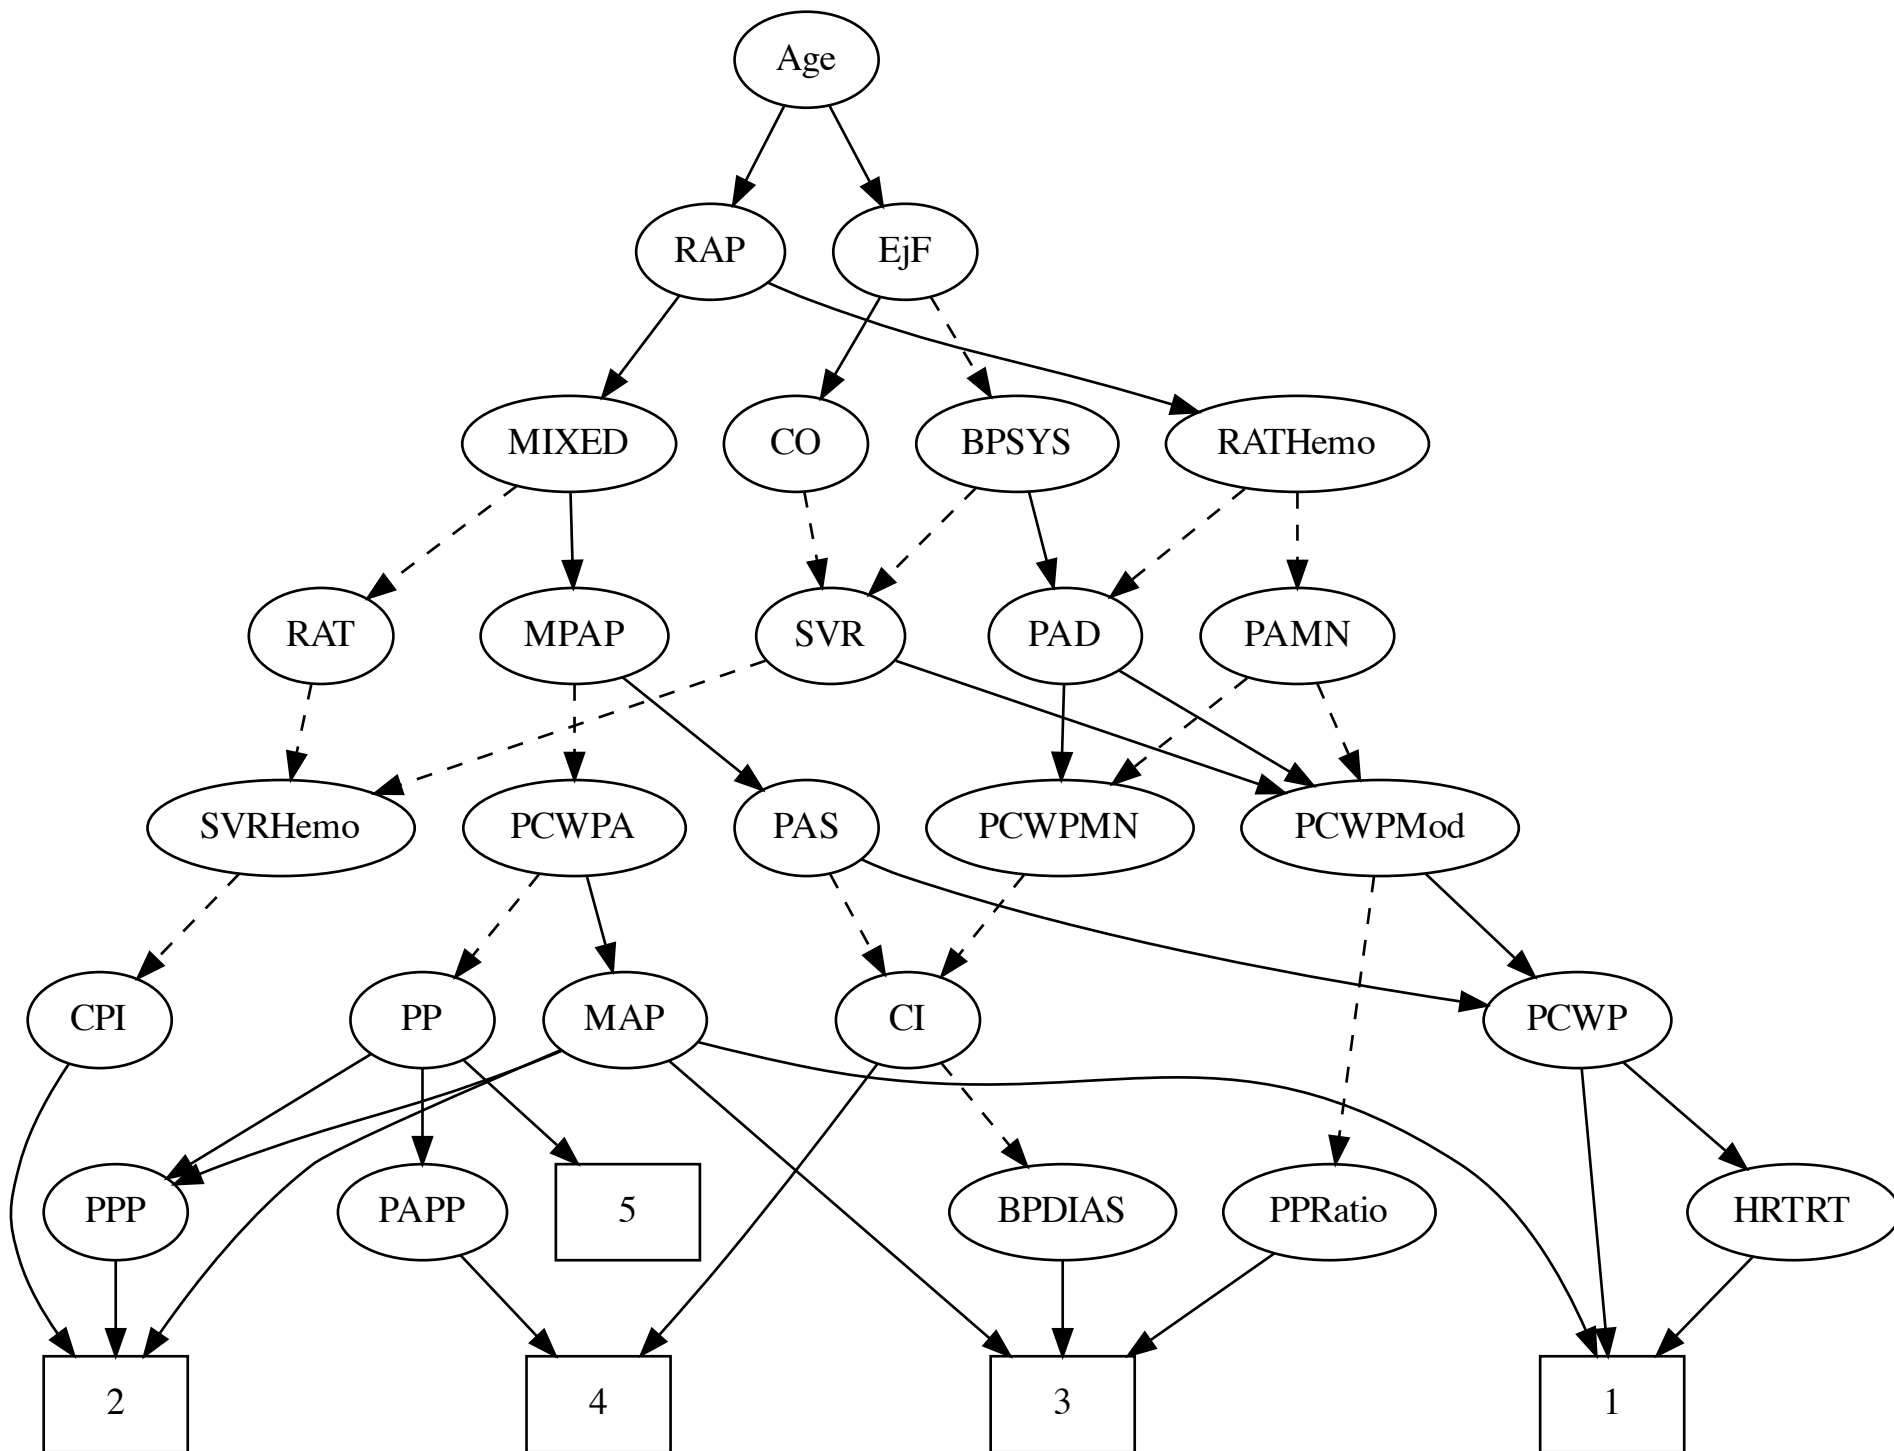 Age
RAP
EjF
MIXED
CO
BPSYS
RATHemo
RAT
MPAP
SVR
PAD
PAMN
SVRHemo
PCWPA
PAS
PCWPMN
PCWPMod
CPI
PP
MAP
CI
PCWP
PPP
PAPP
5
BPDIAS
PPRatio
HRTRT
2
4
3
1